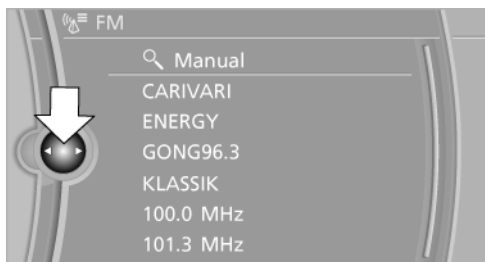 FM
Manual
CARIVARI
ENERGY
GONG96.3
KLASSIK
100.0 MHz
101.3 MHz